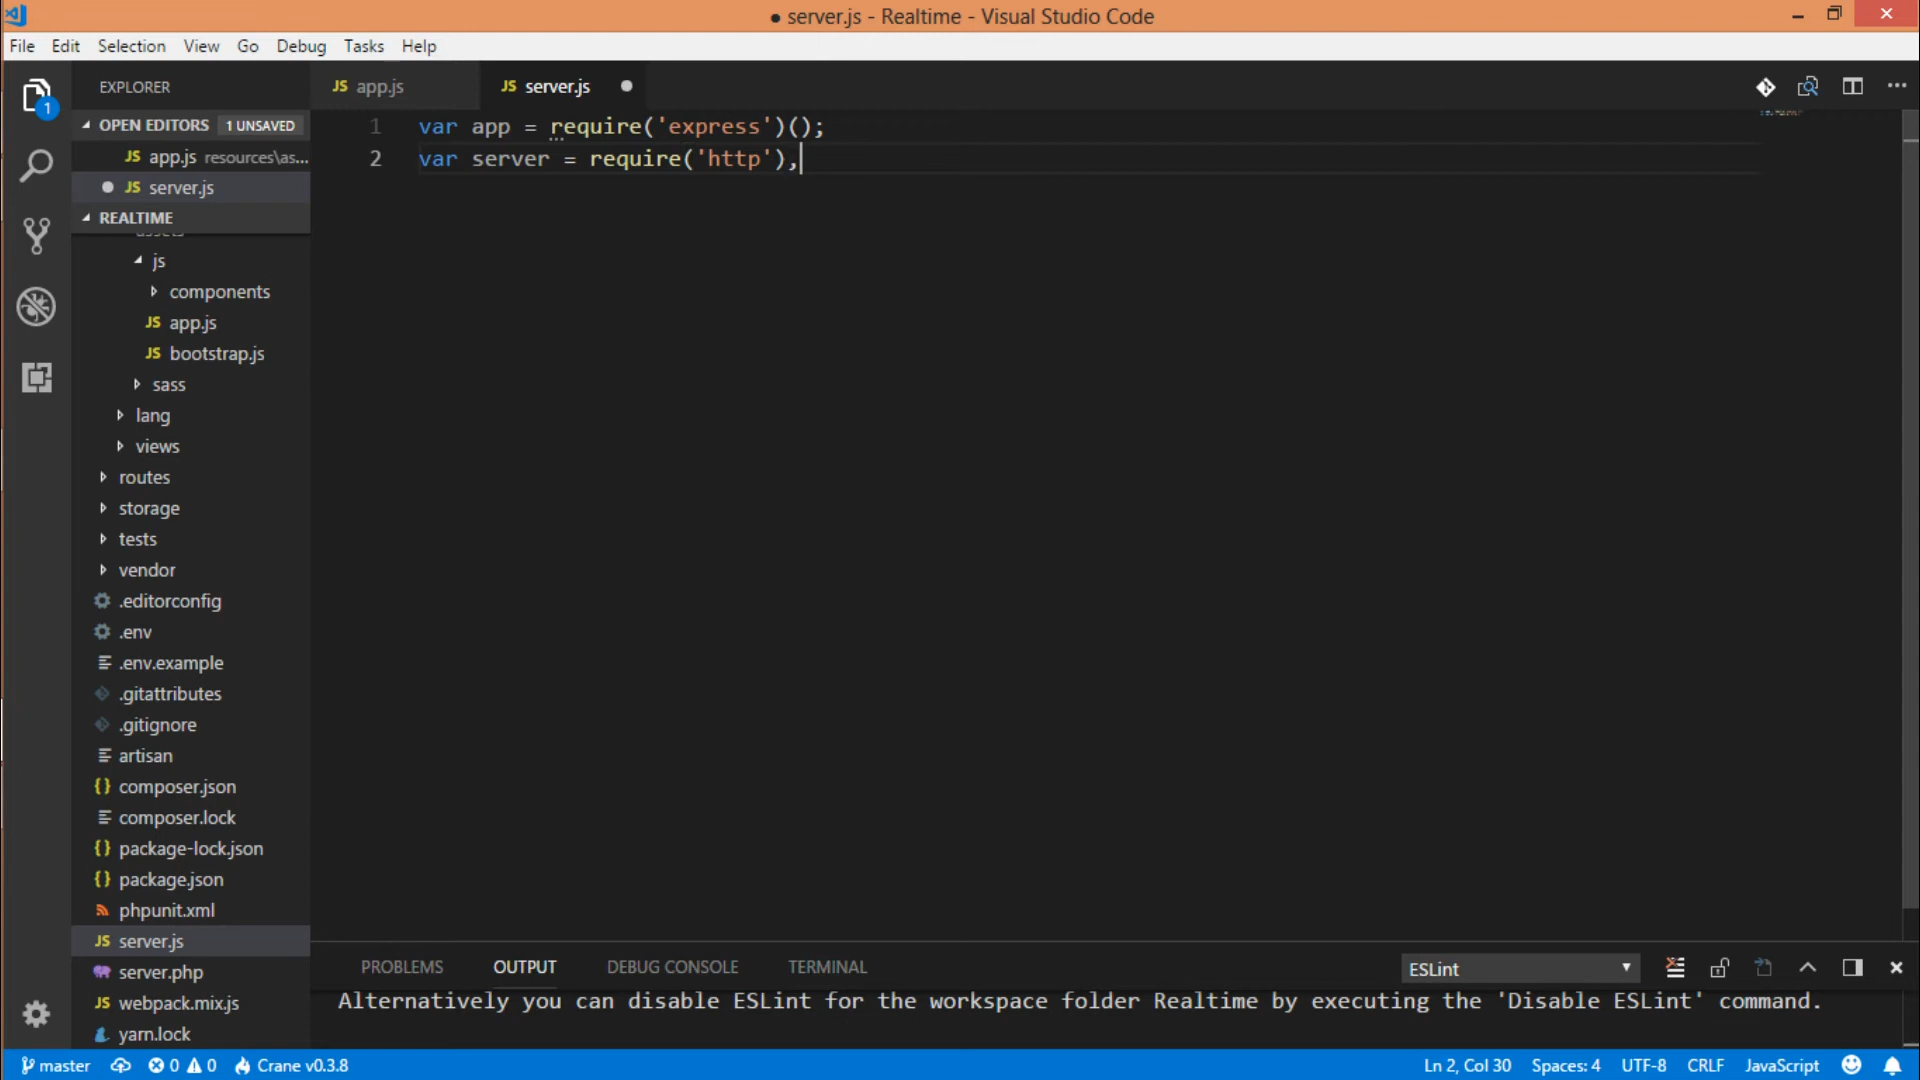 ● server.js - Realtime - Visual Studio Code
File Edit Selection View Go Debug Tasks Help
EXPLORER
JS app.js
JS server.js
OPEN EDITORS 1 UNSAVED
JS app.js resources\as...
JS server.js
REALTIME
assets
js
components
JS app.js
JS bootstrap.js
sass
lang
views
routes
storage
tests
vendor
.editorconfig
.env
.env.example
.gitattributes
.gitignore
artisan
{} composer.json
composer.lock
{} package-lock.json
{} package.json
phpunit.xml
JS server.js
server.php
JS webpack.mix.js
yarn.lock
1
1 var app = require('express')();
2 var server = require('http'),
PROBLEMS OUTPUT DEBUG CONSOLE TERMINAL
ESLint
Alternatively you can disable ESLint for the workspace folder Realtime by executing the 'Disable ESLint' command.
master 0 0 Crane v0.3.8
Ln 2, Col 30 Spaces: 4 UTF-8 CRLF JavaScript